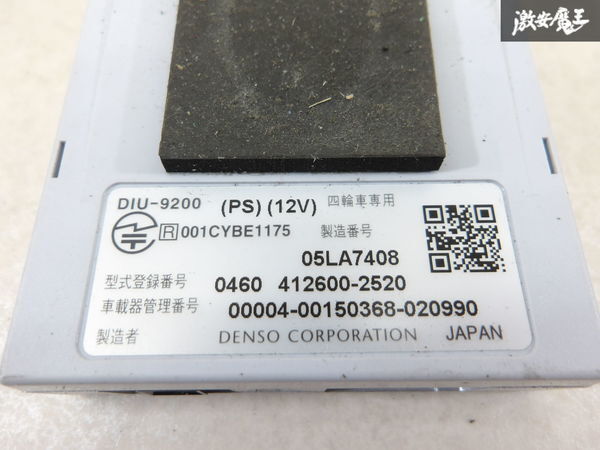 激安魔王
DIU-9200 (PS) (12V) 四輪車専用
R 001CYBE1175 製造番号
05LA7408
型式登録番号 0460 412600-2520
車載器管理番号 00004-00150368-020990
製造者 DENSO CORPORATION JAPAN